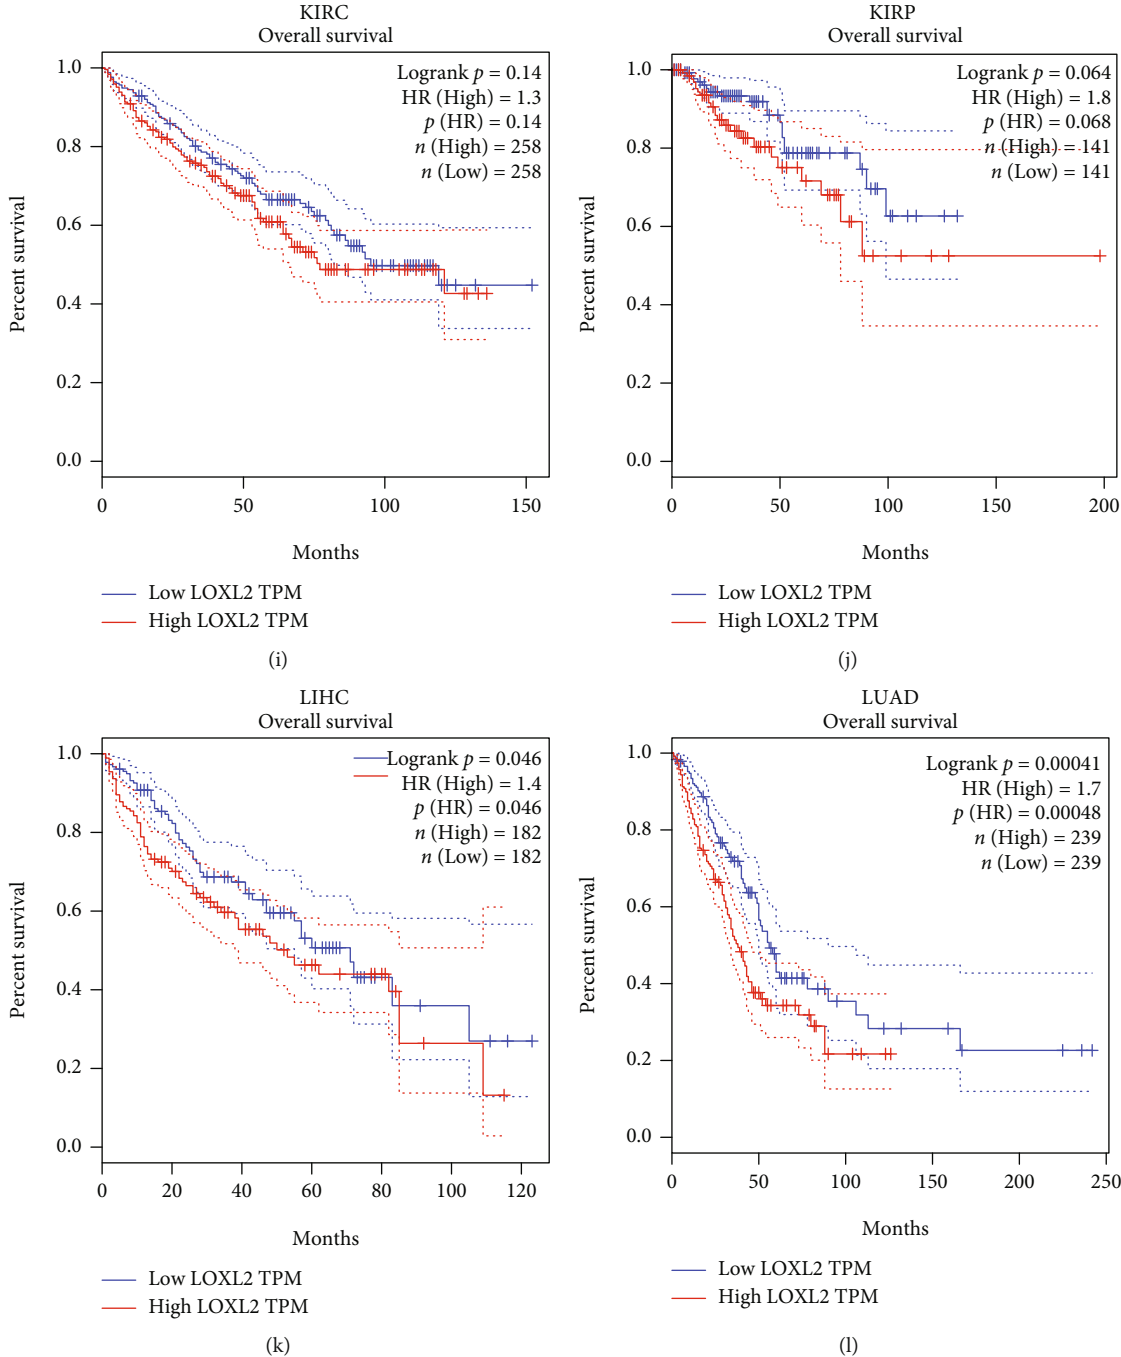 KIRC
Overall survival
Logrank p = 0.14
HR (High) = 1.3
p (HR) = 0.14
n (High) = 258
n (Low) = 258
Percent survival
1.0
0.8
0.6
0.4
0.2
0.0
0 50 100 150
Months
Low LOXL2 TPM
High LOXL2 TPM
(i)
KIRP
Overall survival
Logrank p = 0.064
HR (High) = 1.8
p (HR) = 0.068
n (High) = 141
n (Low) = 141
Percent survival
1.0
0.8
0.6
0.4
0.2
0.0
0 50 100 150 200
Months
Low LOXL2 TPM
High LOXL2 TPM
(j)
LIHC
Overall survival
Logrank p = 0.046
HR (High) = 1.4
p (HR) = 0.046
n (High) = 182
n (Low) = 182
Percent survival
1.0
0.8
0.6
0.4
0.2
0.0
0 20 40 60 80 100 120
Months
Low LOXL2 TPM
High LOXL2 TPM
(k)
LUAD
Overall survival
Logrank p = 0.00041
HR (High) = 1.7
p (HR) = 0.00048
n (High) = 239
n (Low) = 239
Percent survival
1.0
0.8
0.6
0.4
0.2
0.0
0 50 100 150 200 250
Months
Low LOXL2 TPM
High LOXL2 TPM
(l)